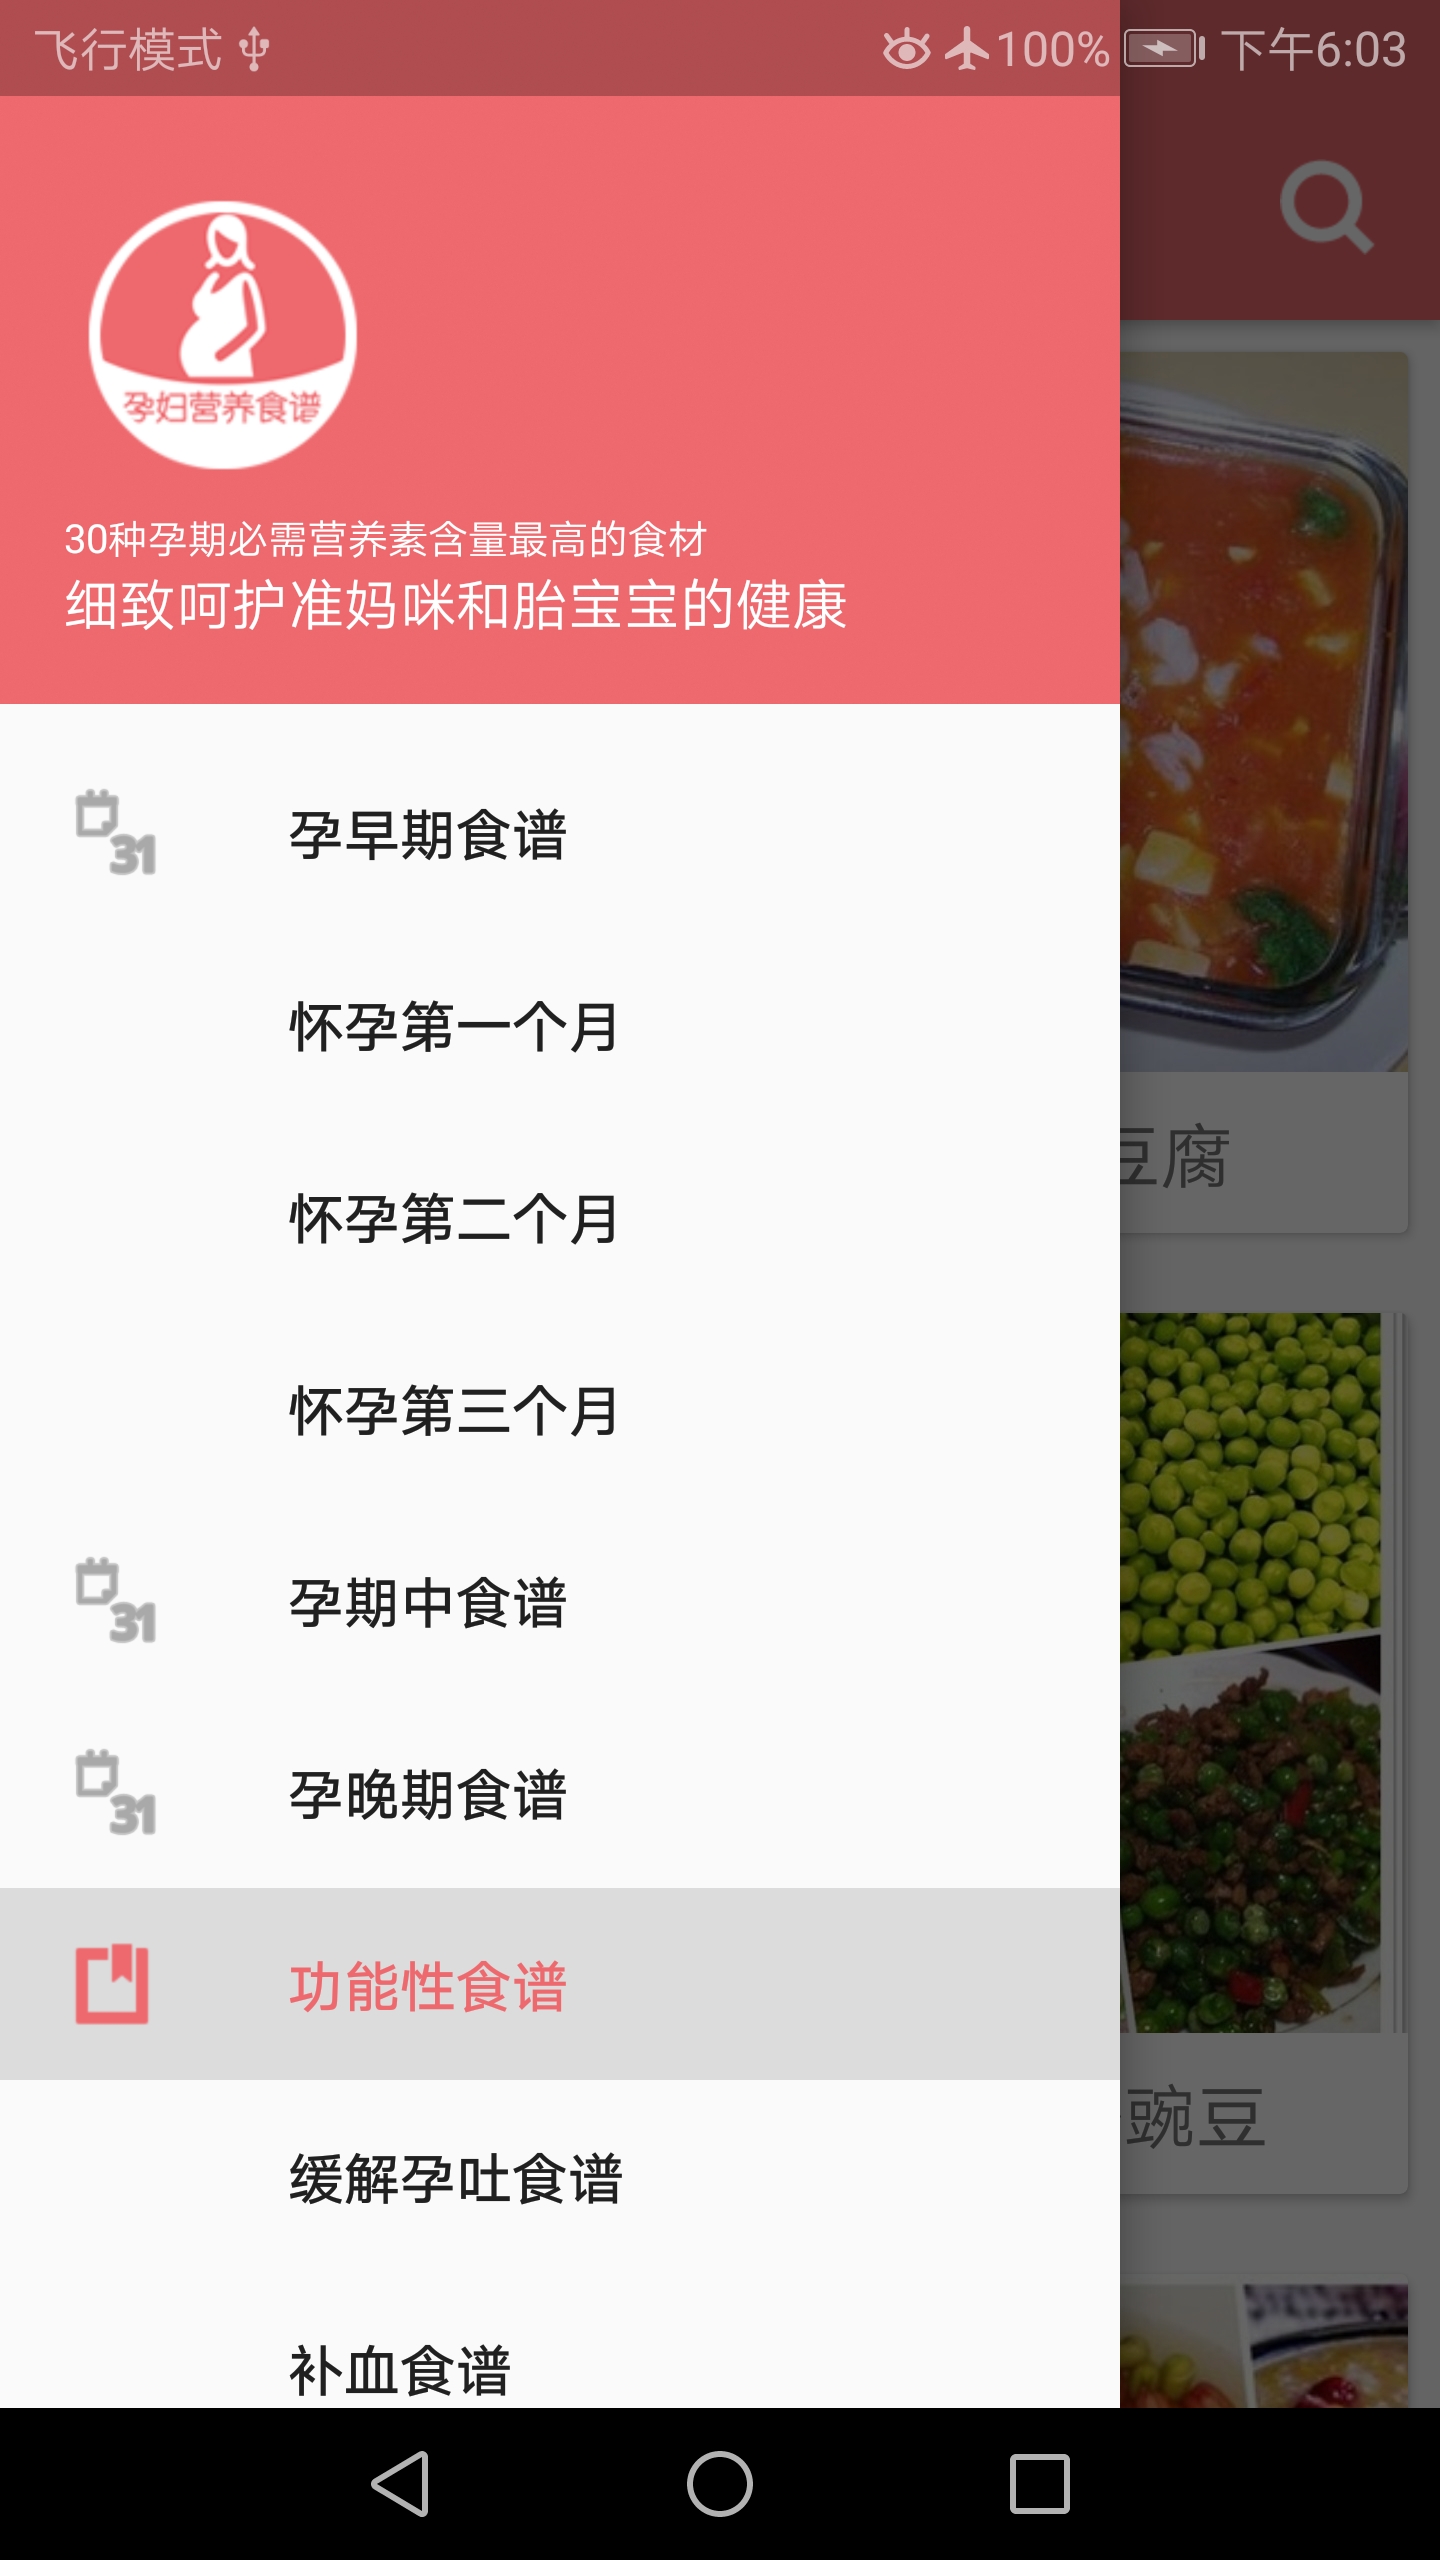 飞行模式 100% 下午6:03
孕妇营养食谱
30种孕期必需营养素含量最高的食材
细致呵护准妈咪和胎宝宝的健康
31 孕早期食谱
怀孕第一个月
豆腐
怀孕第二个月
怀孕第三个月
31 孕期中食谱
31 孕晚期食谱
功能性食谱
豌豆
缓解孕吐食谱
补血食谱